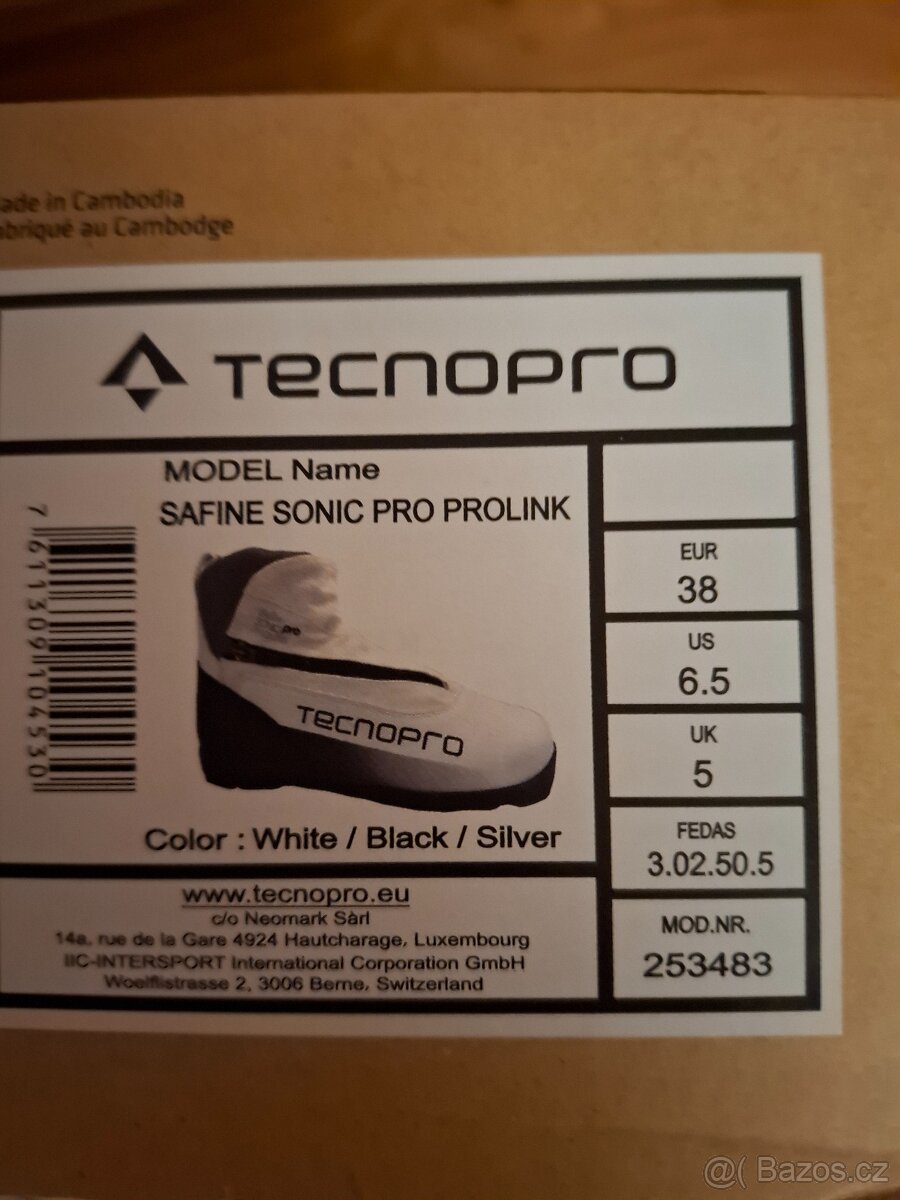 ade in Cambodia
abriqué au Cambodge
TECNOPRO
MODEL Name
SAFINE SONIC PRO PROLINK
7 611309 104530
pro
TECNOPRO
Color : White / Black / Silver
EUR
38
US
6.5
UK
5
FEDAS
3.02.50.5
MOD.NR.
253483
www.tecnopro.eu
c/o Neomark Sàrl
14a, rue de la Gare 4924 Hautcharage, Luxembourg
IIC-INTERSPORT International Corporation GmbH
Woelflistrasse 2, 3006 Berne, Switzerland
@( Bazos.cz